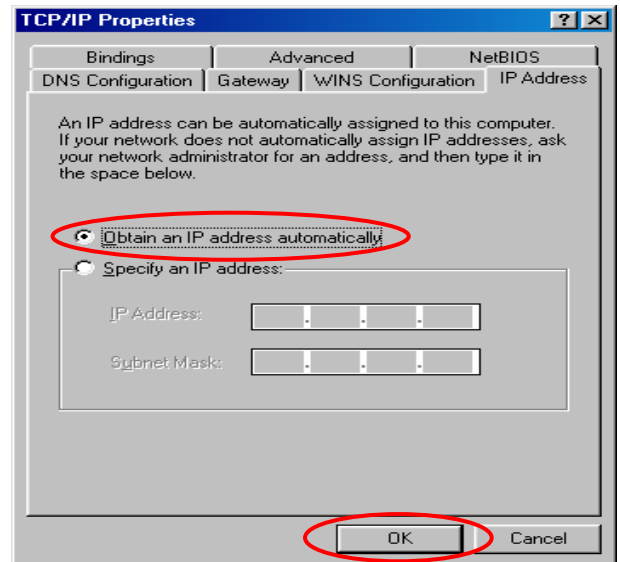 TCP/IP Properties
Bindings Advanced NetBIOS
DNS Configuration Gateway WINS Configuration IP Address
An IP address can be automatically assigned to this computer.
If your network does not automatically assign IP addresses, ask
your network administrator for an address, and then type it in
the space below.
Obtain an IP address automatically
Specify an IP address:
IP Address:
. . .
Subnet Mask:
. . .
OK Cancel